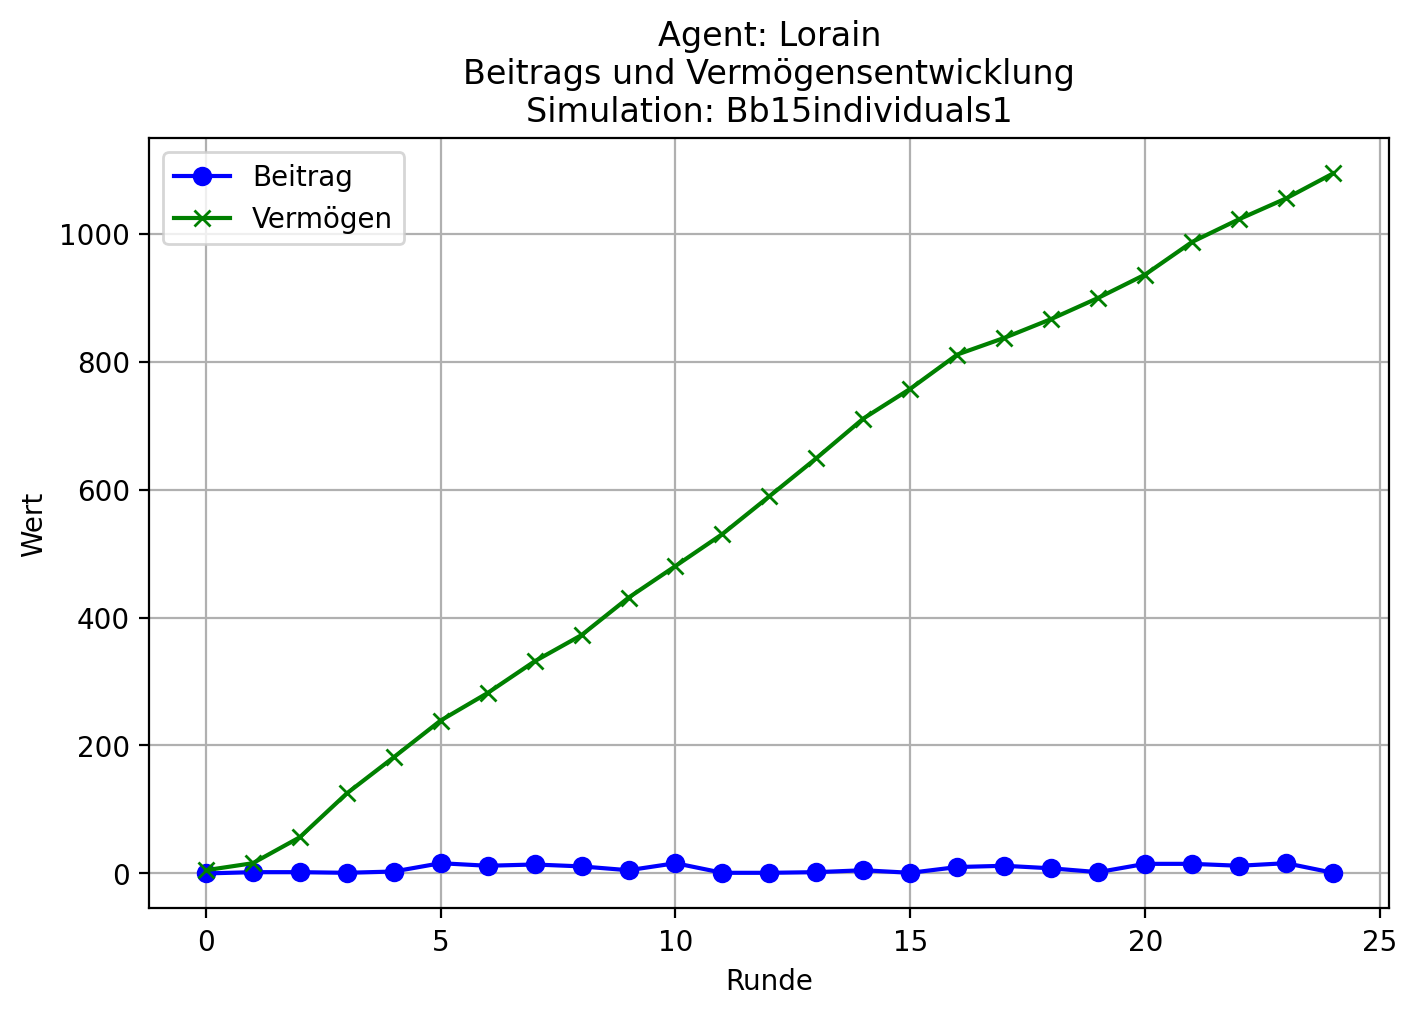 Agent: Lorain
Beitrags und Vermögensentwicklung
Simulation: Bb15individuals1
Beitrag
Vermögen
1000
800
600
400
200
0
Wert
0 5 10 15 20 25
Runde